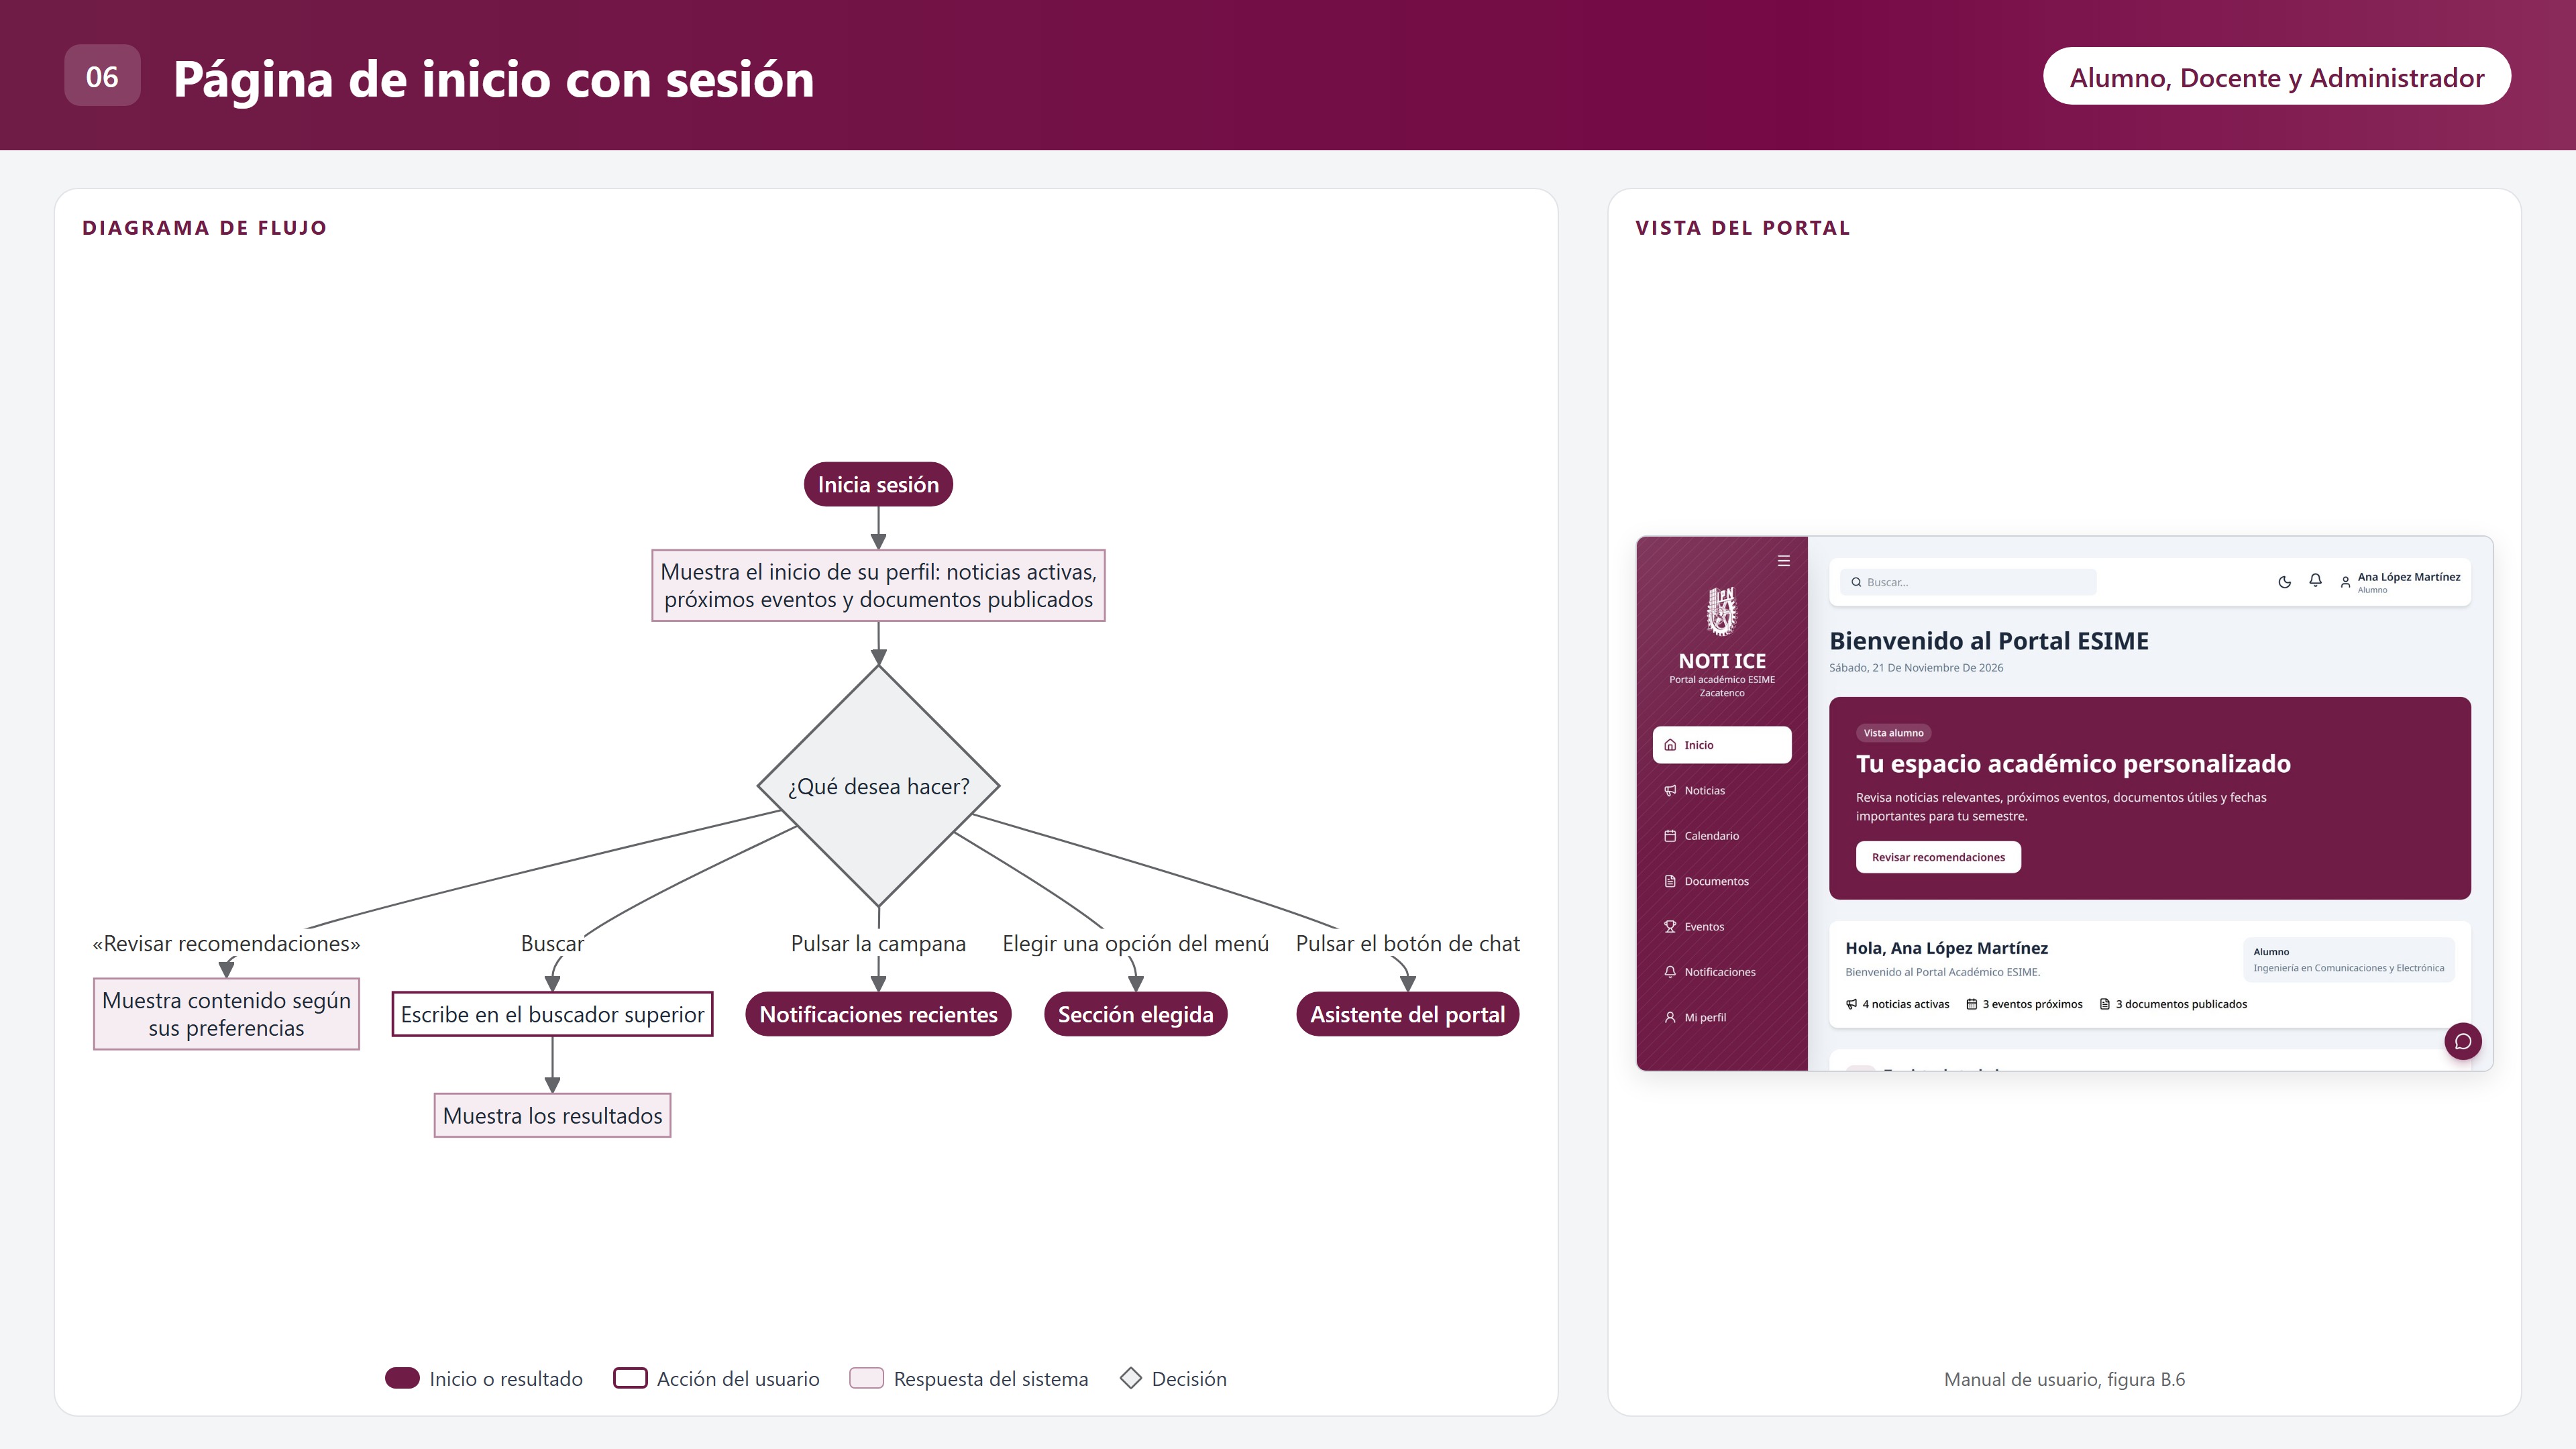 06
Página de inicio con sesión
Alumno, Docente y Administrador
DIAGRAMA DE FLUJO
Inicia sesión
Muestra el inicio de su perfil: noticias activas,
próximos eventos y documentos publicados
¿Qué desea hacer?
«Revisar recomendaciones»
Buscar
Pulsar la campana
Elegir una opción del menú
Pulsar el botón de chat
Muestra contenido según
sus preferencias
Escribe en el buscador superior
Notificaciones recientes
Sección elegida
Asistente del portal
Muestra los resultados
Inicio o resultado
Acción del usuario
Respuesta del sistema
Decisión
VISTA DEL PORTAL
IPN
NOTI ICE
Portal académico ESIME
Zacatenco
Inicio
Noticias
Calendario
Documentos
Eventos
Notificaciones
Mi perfil
Buscar...
Ana López Martínez
Alumno
Bienvenido al Portal ESIME
Sábado, 21 De Noviembre De 2026
Vista alumno
Tu espacio académico personalizado
Revisa noticias relevantes, próximos eventos, documentos útiles y fechas
importantes para tu semestre.
Revisar recomendaciones
Hola, Ana López Martínez
Bienvenido al Portal Académico ESIME.
Alumno
Ingeniería en Comunicaciones y Electrónica
4 noticias activas
3 eventos próximos
3 documentos publicados
Manual de usuario, figura B.6